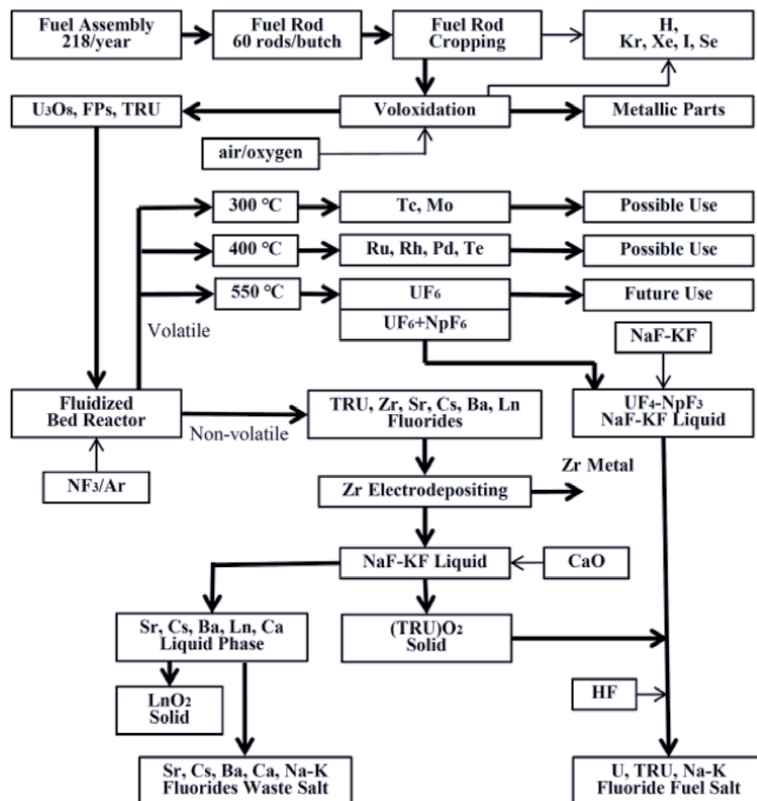 Fuel Assembly
218/year
Fuel Rod
60 rods/butch
Fuel Rod
Cropping
H,
Kr, Xe, I, Se
U₃O₈, FPs, TRU
Voloxidation
Metallic Parts
air/oxygen
300 ℃
Tc, Mo
Possible Use
400 ℃
Ru, Rh, Pd, Te
Possible Use
550 ℃
UF₆
Future Use
Volatile
UF₆+NpF₆
NaF-KF
Fluidized
Bed Reactor
Non-volatile
TRU, Zr, Sr, Cs, Ba, Ln
Fluorides
UF₄-NpF₃
NaF-KF Liquid
NF₃/Ar
Zr Electrodepositing
Zr Metal
NaF-KF Liquid
CaO
Sr, Cs, Ba, Ln, Ca
Liquid Phase
(TRU)O₂
Solid
LnO₂
Solid
HF
Sr, Cs, Ba, Ca, Na-K
Fluorides Waste Salt
U, TRU, Na-K
Fluoride Fuel Salt